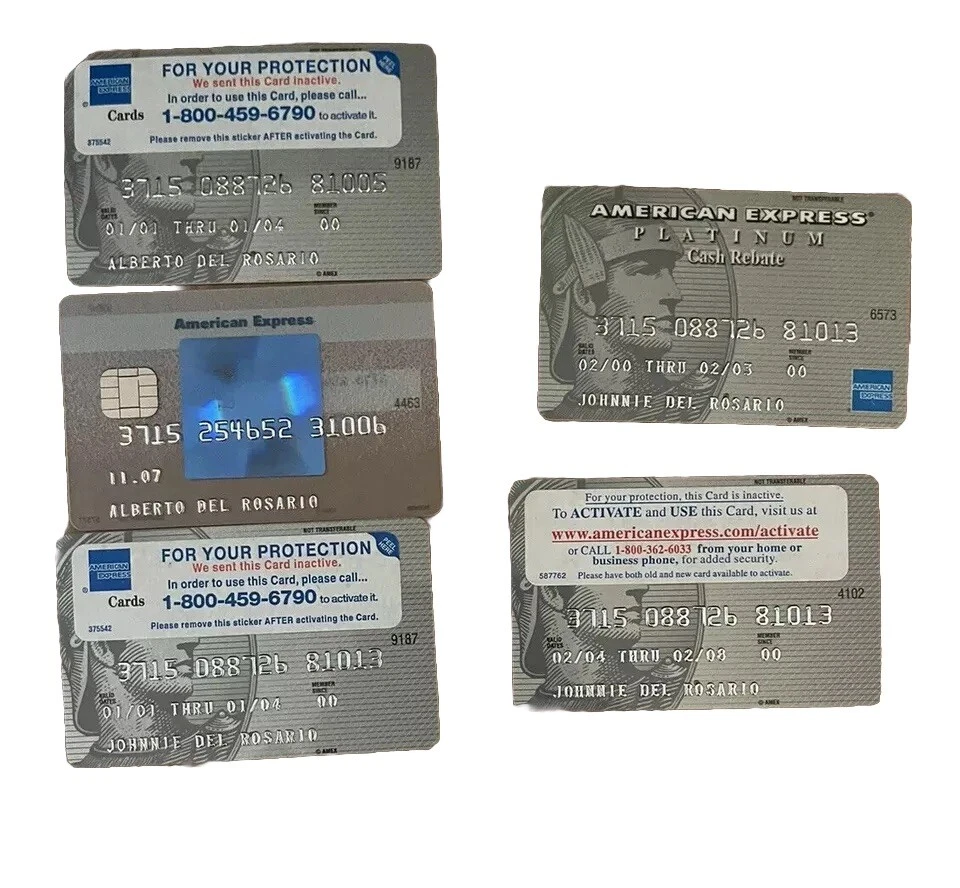 AMERICAN EXPRESS
Cards
FOR YOUR PROTECTION
PEEL HERE
We sent this Card inactive.
In order to use this Card, please call...
1-800-459-6790 to activate it.
375542
Please remove this sticker AFTER activating the Card.
9187
3715 088726 81005
VALID DATES
MEMBER SINCE
01/01 THRU 01/04 00
ALBERTO DEL ROSARIO
© AMEX
American Express
4463
3715 254652 31006
11.07
ALBERTO DEL ROSARIO
NOT TRANSFERABLE
AMERICAN EXPRESS
Cards
FOR YOUR PROTECTION
PEEL HERE
We sent this Card inactive.
In order to use this Card, please call...
1-800-459-6790 to activate it.
375542
Please remove this sticker AFTER activating the Card.
9187
3715 088726 81013
VALID DATES
MEMBER SINCE
01/01 THRU 01/04 00
JOHNNIE DEL ROSARIO
© AMEX
NOT TRANSFERABLE
AMERICAN EXPRESS®
PLATINUM
Cash Rebate
6573
3715 088726 81013
VALID DATES
MEMBER SINCE
02/00 THRU 02/03 00
AMERICAN EXPRESS
JOHNNIE DEL ROSARIO
© AMEX
NOT TRANSFERABLE
For your protection, this Card is inactive.
To ACTIVATE and USE this Card, visit us at
www.americanexpress.com/activate
or CALL 1-800-362-6033 from your home or
business phone, for added security.
587762 Please have both old and new card available to activate.
4102
3715 088726 81013
VALID DATES
MEMBER SINCE
02/04 THRU 02/08 00
JOHNNIE DEL ROSARIO
© AMEX